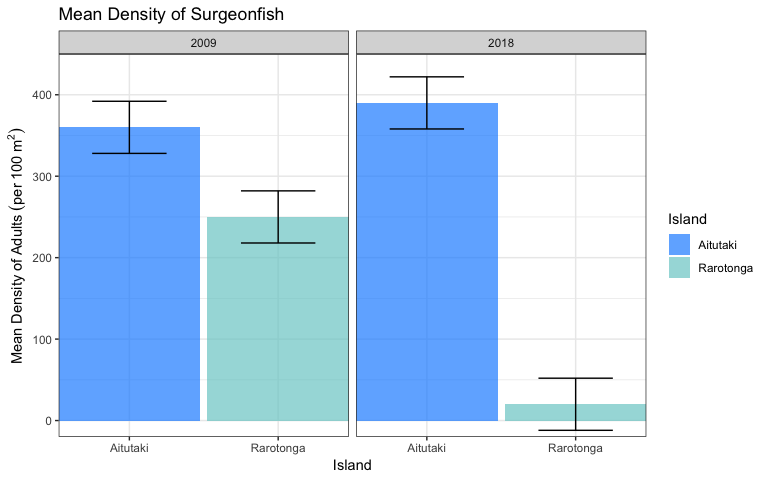 Mean Density of Surgeonfish
2009
2018
Mean Density of Adults (per 100 m²)
400
300
200
100
0
Aitutaki
Rarotonga
Aitutaki
Rarotonga
Island
Island
Aitutaki
Rarotonga